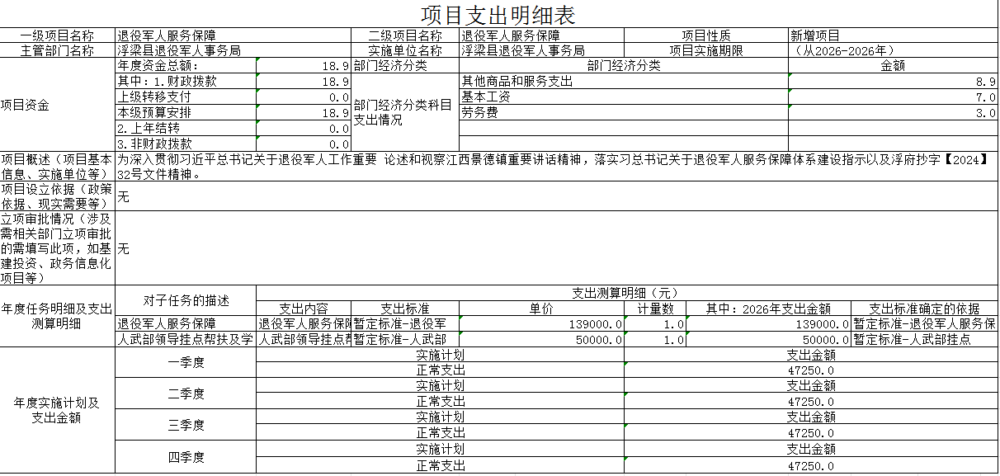 项目支出明细表
一级项目名称 退役军人服务保障 二级项目名称 退役军人服务保障 项目性质 新增项目
主管部门名称 浮梁县退役军人事务局 实施单位名称 浮梁县退役军人事务局 项目实施期限 （从2026-2026年）
项目资金 年度资金总额： 18.9 部门经济分类 部门经济分类 金额
其中：1.财政拨款 18.9 部门经济分类科目 其他商品和服务支出 8.9
上级转移支付 0.0 支出情况 基本工资 7.0
本级预算安排 18.9 劳务费 3.0
2.上年结转 0.0
3.非财政拨款 0.0
项目概述（项目基本 为深入贯彻习近平总书记关于退役军人工作重要 论述和视察江西景德镇重要讲话精神，落实习总书记关于退役军人服务保障体系建设指示以及浮府抄字【2024】
信息、实施单位等） 32号文件精神。
项目设立依据（政策
依据、现实需要等） 无
立项审批情况（涉及
需相关部门立项审批
的需填写此项，如基 无
建投资、政务信息化
项目等）
年度任务明细及支出
测算明细 对子任务的描述 支出测算明细（元）
支出内容 支出标准 单价 计量数 其中：2026年支出金额 支出标准确定的依据
退役军人服务保障 退役军人服务保障 暂定标准-退役军 139000.0 1.0 139000.0 暂定标准-退役军人服务保
人武部领导挂点帮扶及学 人武部领导挂点帮 暂定标准-人武部 50000.0 1.0 50000.0 暂定标准-人武部挂点
年度实施计划及
支出金额 一季度 实施计划 支出金额
正常支出 47250.0
二季度 实施计划 支出金额
正常支出 47250.0
三季度 实施计划 支出金额
正常支出 47250.0
四季度 实施计划 支出金额
正常支出 47250.0